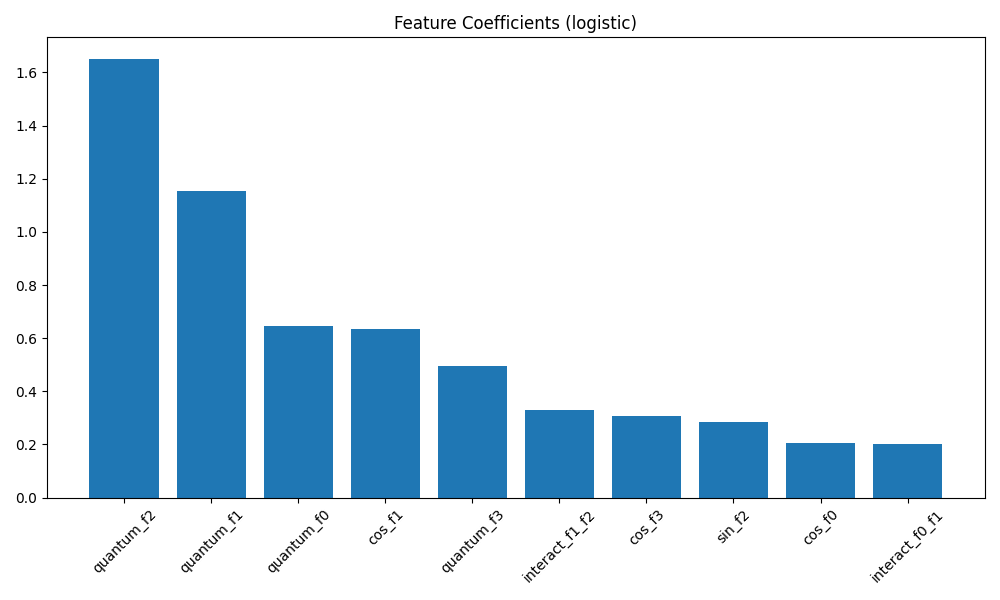 Feature Coefficients (logistic)
1.6
1.4
1.2
1.0
0.8
0.6
0.4
0.2
0.0
quantum_f2
quantum_f1
quantum_f0
cos_f1
quantum_f3
interact_f1_f2
cos_f3
sin_f2
cos_f0
interact_f0_f1